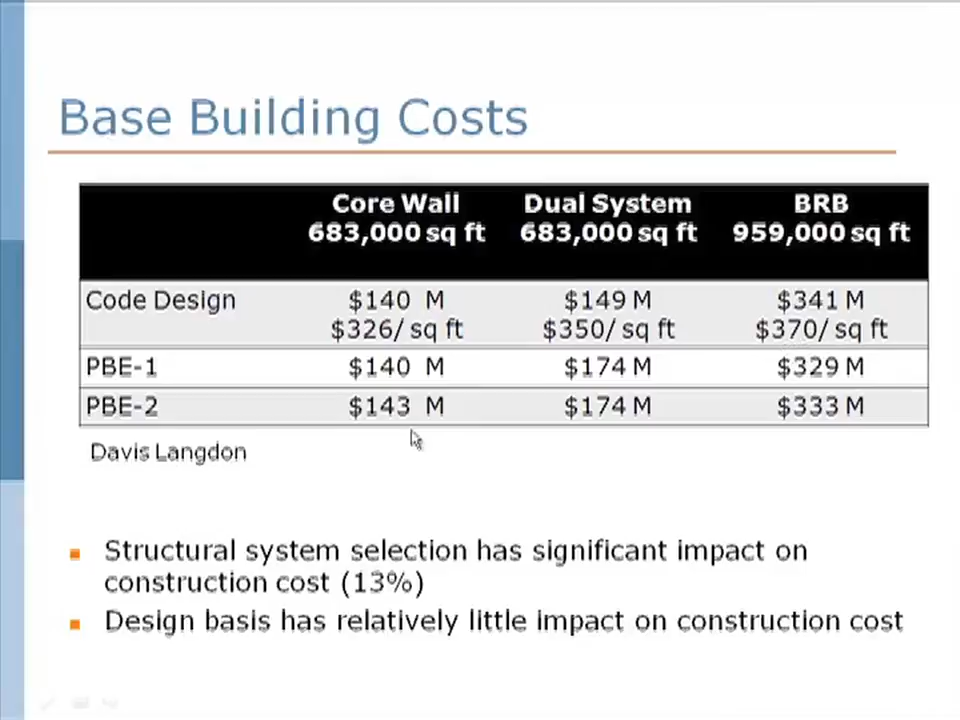 Base Building Costs
Core Wall Dual System BRB
683,000 sq ft 683,000 sq ft 959,000 sq ft
Code Design $140 M $149 M $341 M
$326/ sq ft $350/ sq ft $370/ sq ft
PBE-1 $140 M $174 M $329 M
PBE-2 $143 M $174 M $333 M
Davis Langdon
Structural system selection has significant impact on
construction cost (13%)
Design basis has relatively little impact on construction cost